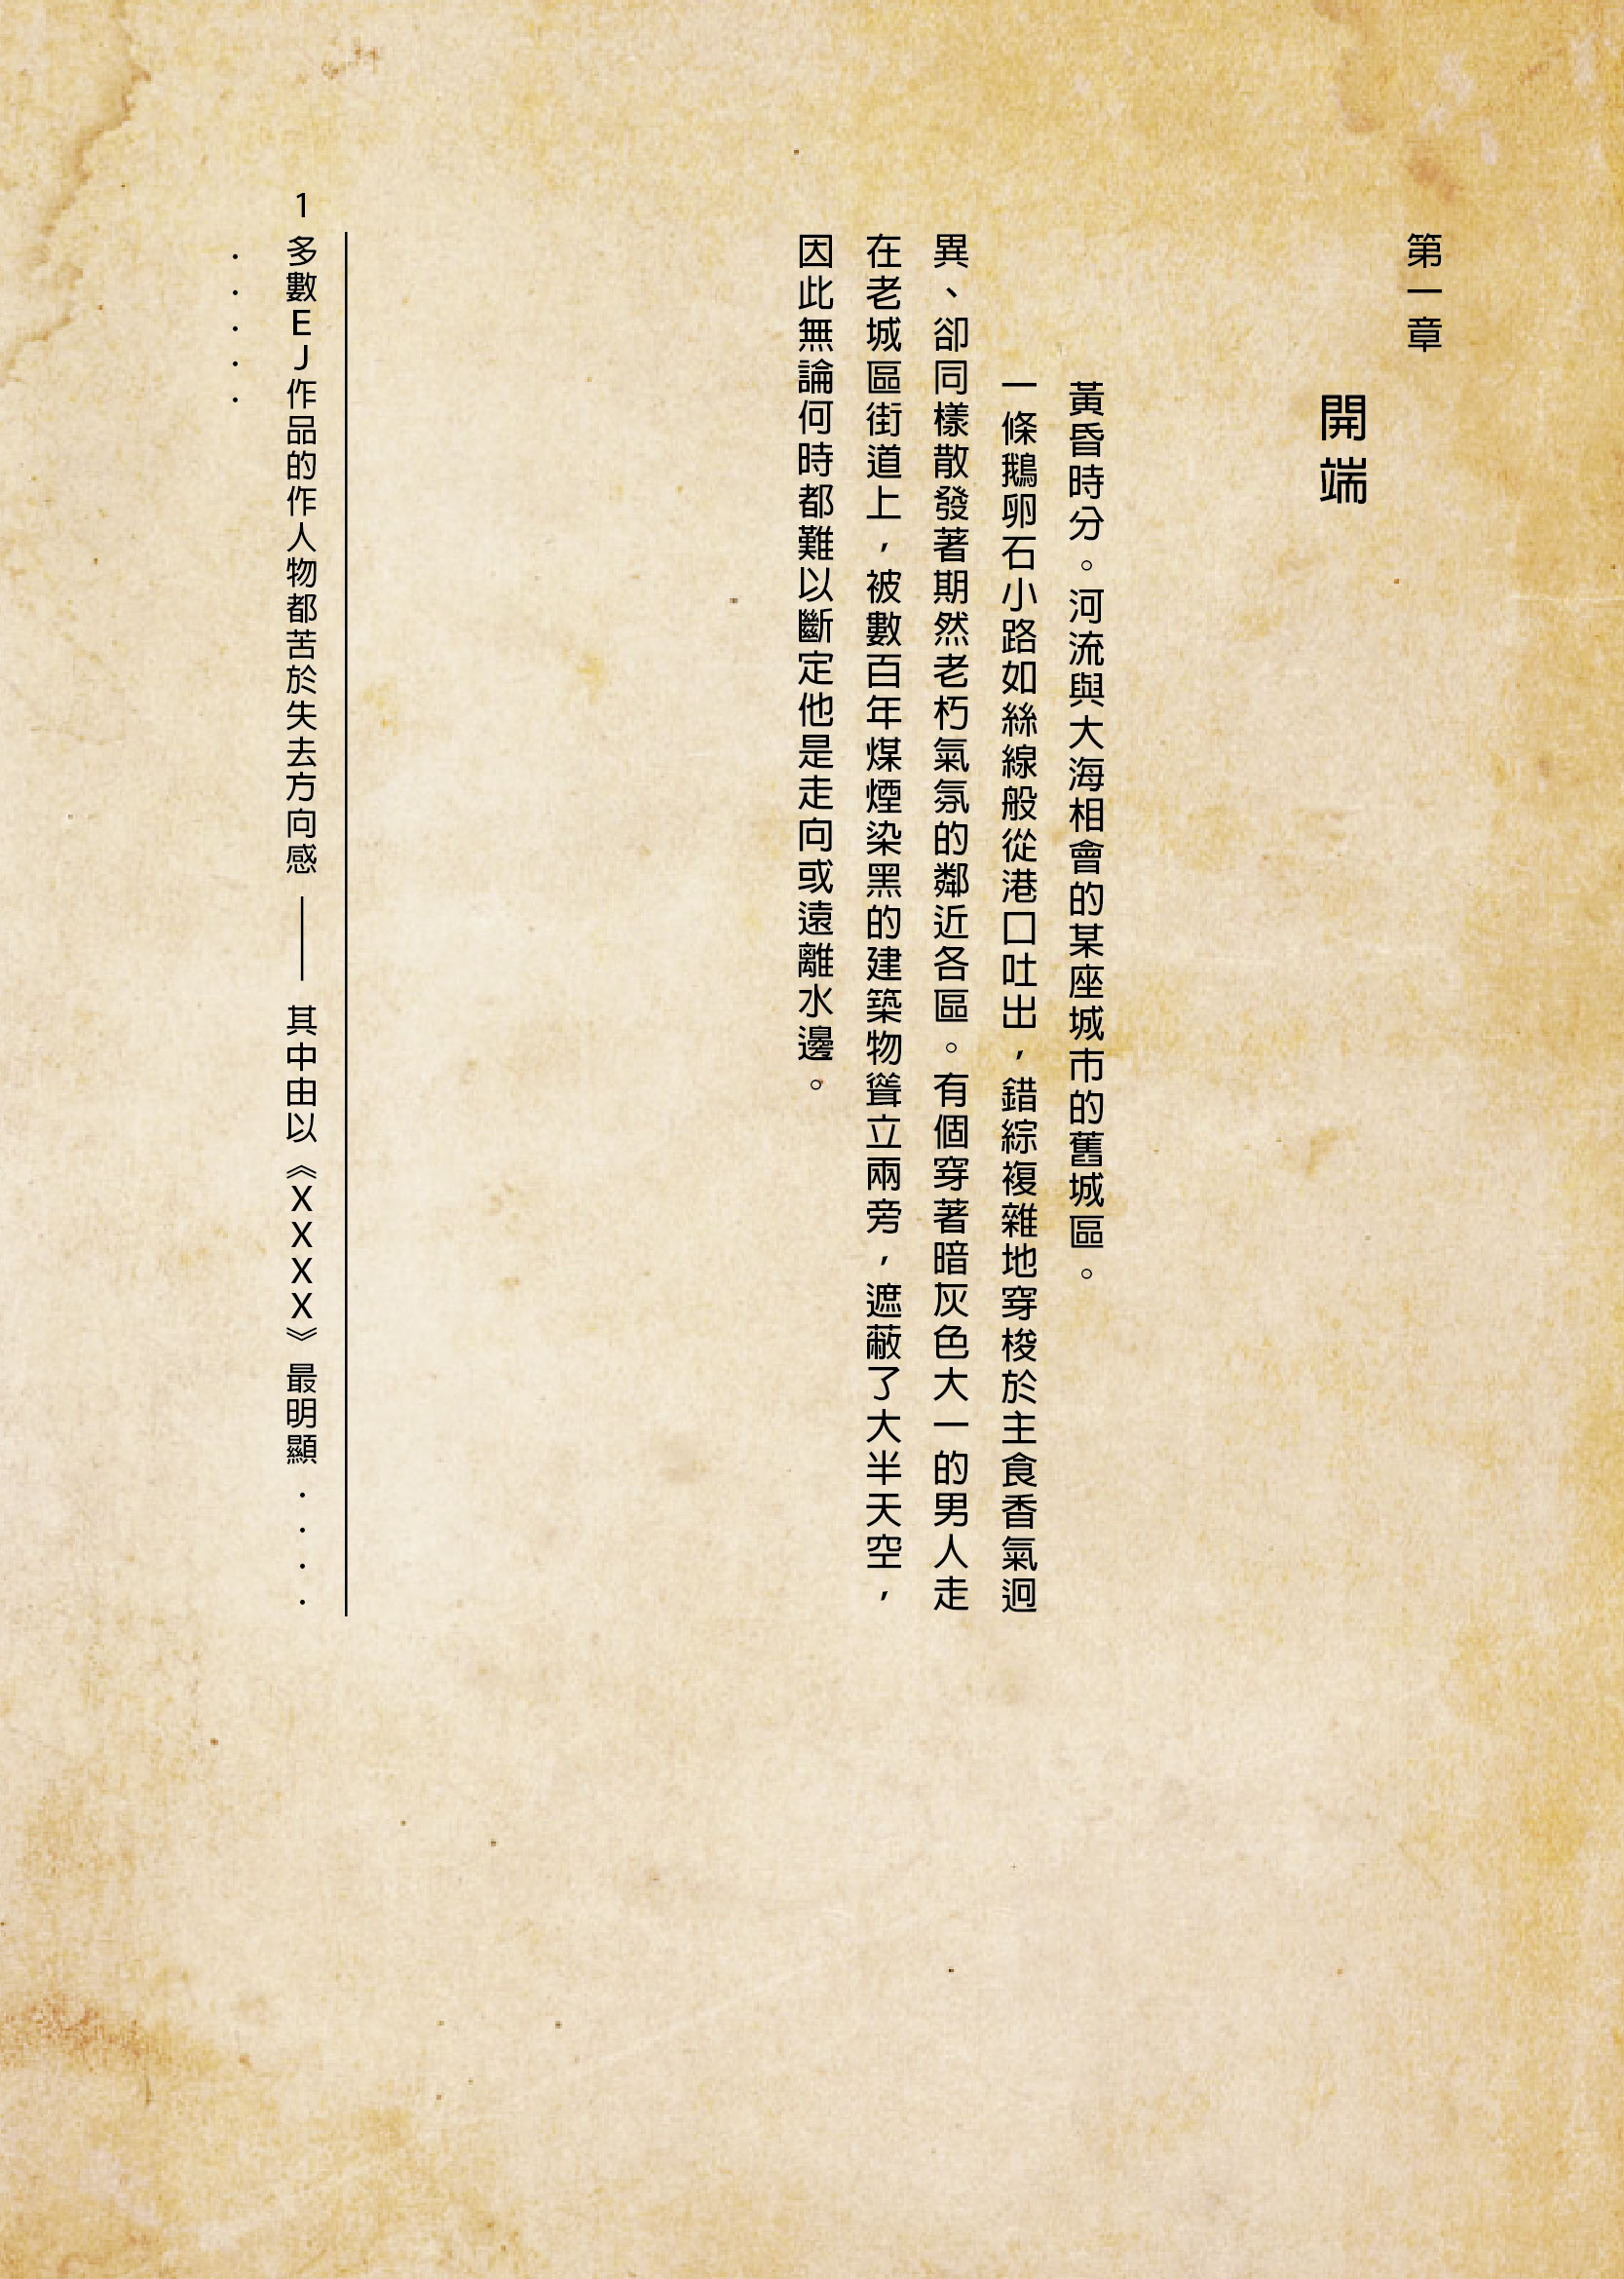 第一章
開端
黃昏時分。河流與大海相會的某座城市的舊城區。
一條鵝卵石小路如絲線般從港口吐出，錯綜複雜地穿梭於主食香氣迥
異、卻同樣散發著期然老朽氣氛的鄰近各區。有個穿著暗灰色大一的男人走
在老城區街道上，被數百年煤煙染黑的建築物聳立兩旁，遮蔽了大半天空，
因此無論何時都難以斷定他是走向或遠離水邊。
1 多數EJ作品的作人物都苦於失去方向感——其中由以《XXXX》最明顯....
.....